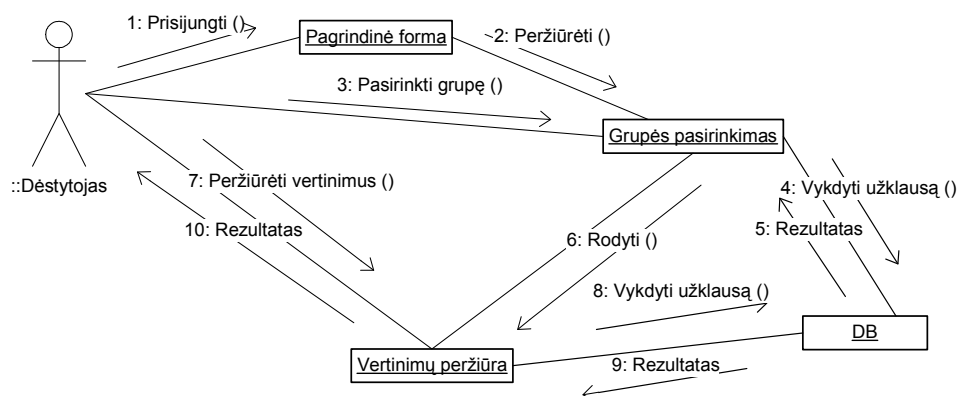 1: Prisijungti ()
Pagrindinė forma
2: Peržiūrėti ()
3: Pasirinkti grupę ()
Grupės pasirinkimas
::Dėstytojas
7: Peržiūrėti vertinimus ()
4: Vykdyti užklausą ()
10: Rezultatas
5: Rezultatas
6: Rodyti ()
8: Vykdyti užklausą ()
DB
Vertinimų peržiūra
9: Rezultatas